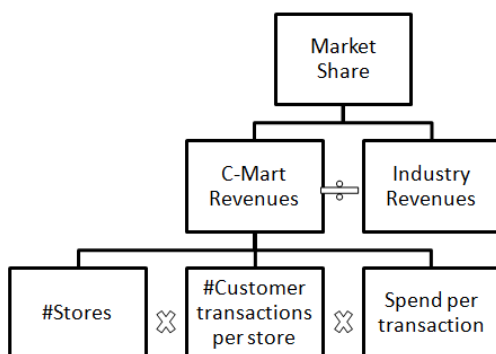 Market
Share
C-Mart
Revenues
Industry
Revenues
#Stores
#Customer
transactions
per store
Spend per
transaction